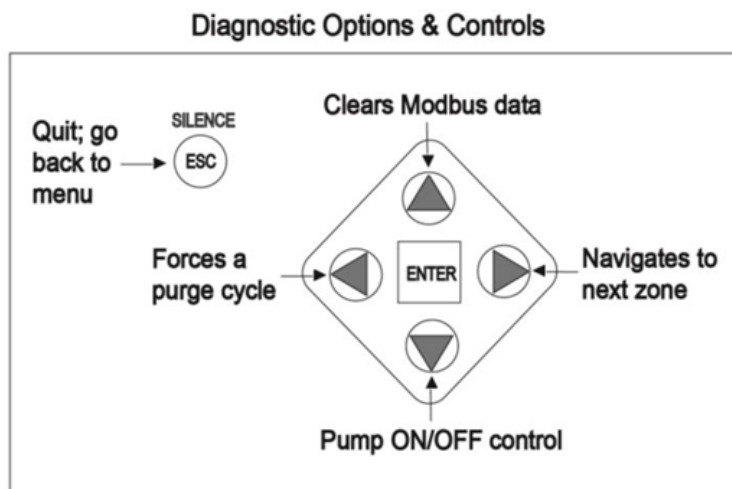 Diagnostic Options & Controls
Clears Modbus data
Quit; go
back to
menu
SILENCE
ESC
Forces a
purge cycle
ENTER
Navigates to
next zone
Pump ON/OFF control